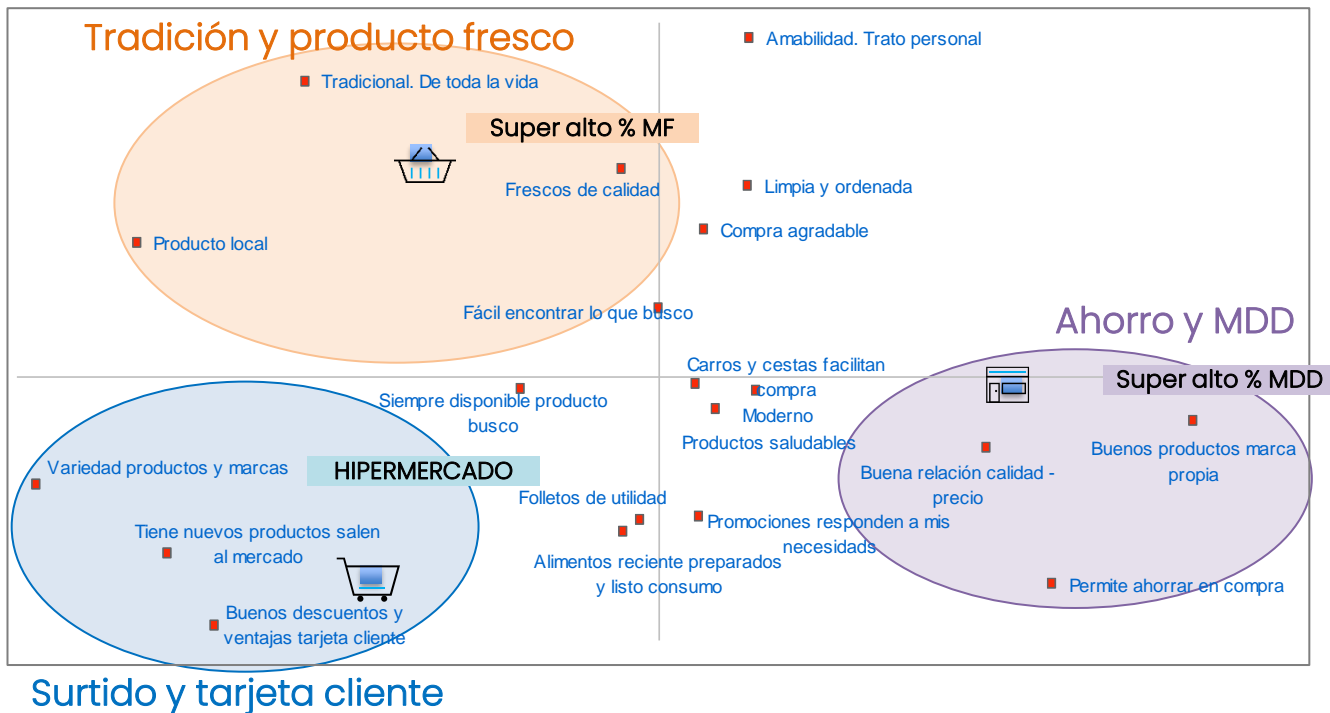 Tradición y producto fresco
Amabilidad. Trato personal
Tradicional. De toda la vida
Super alto % MF
Frescos de calidad
Limpia y ordenada
Compra agradable
Producto local
Fácil encontrar lo que busco
Ahorro y MDD
Carros y cestas facilitan
compra
Super alto % MDD
Siempre disponible producto
busco
Moderno
Productos saludables
Buenos productos marca
propia
Buena relación calidad -
precio
Variedad productos y marcas
HIPERMERCADO
Folletos de utilidad
Promociones responden a mis
necesidads
Tiene nuevos productos salen
al mercado
Alimentos reciente preparados
y listo consumo
Permite ahorrar en compra
Buenos descuentos y
ventajas tarjeta cliente
Surtido y tarjeta cliente